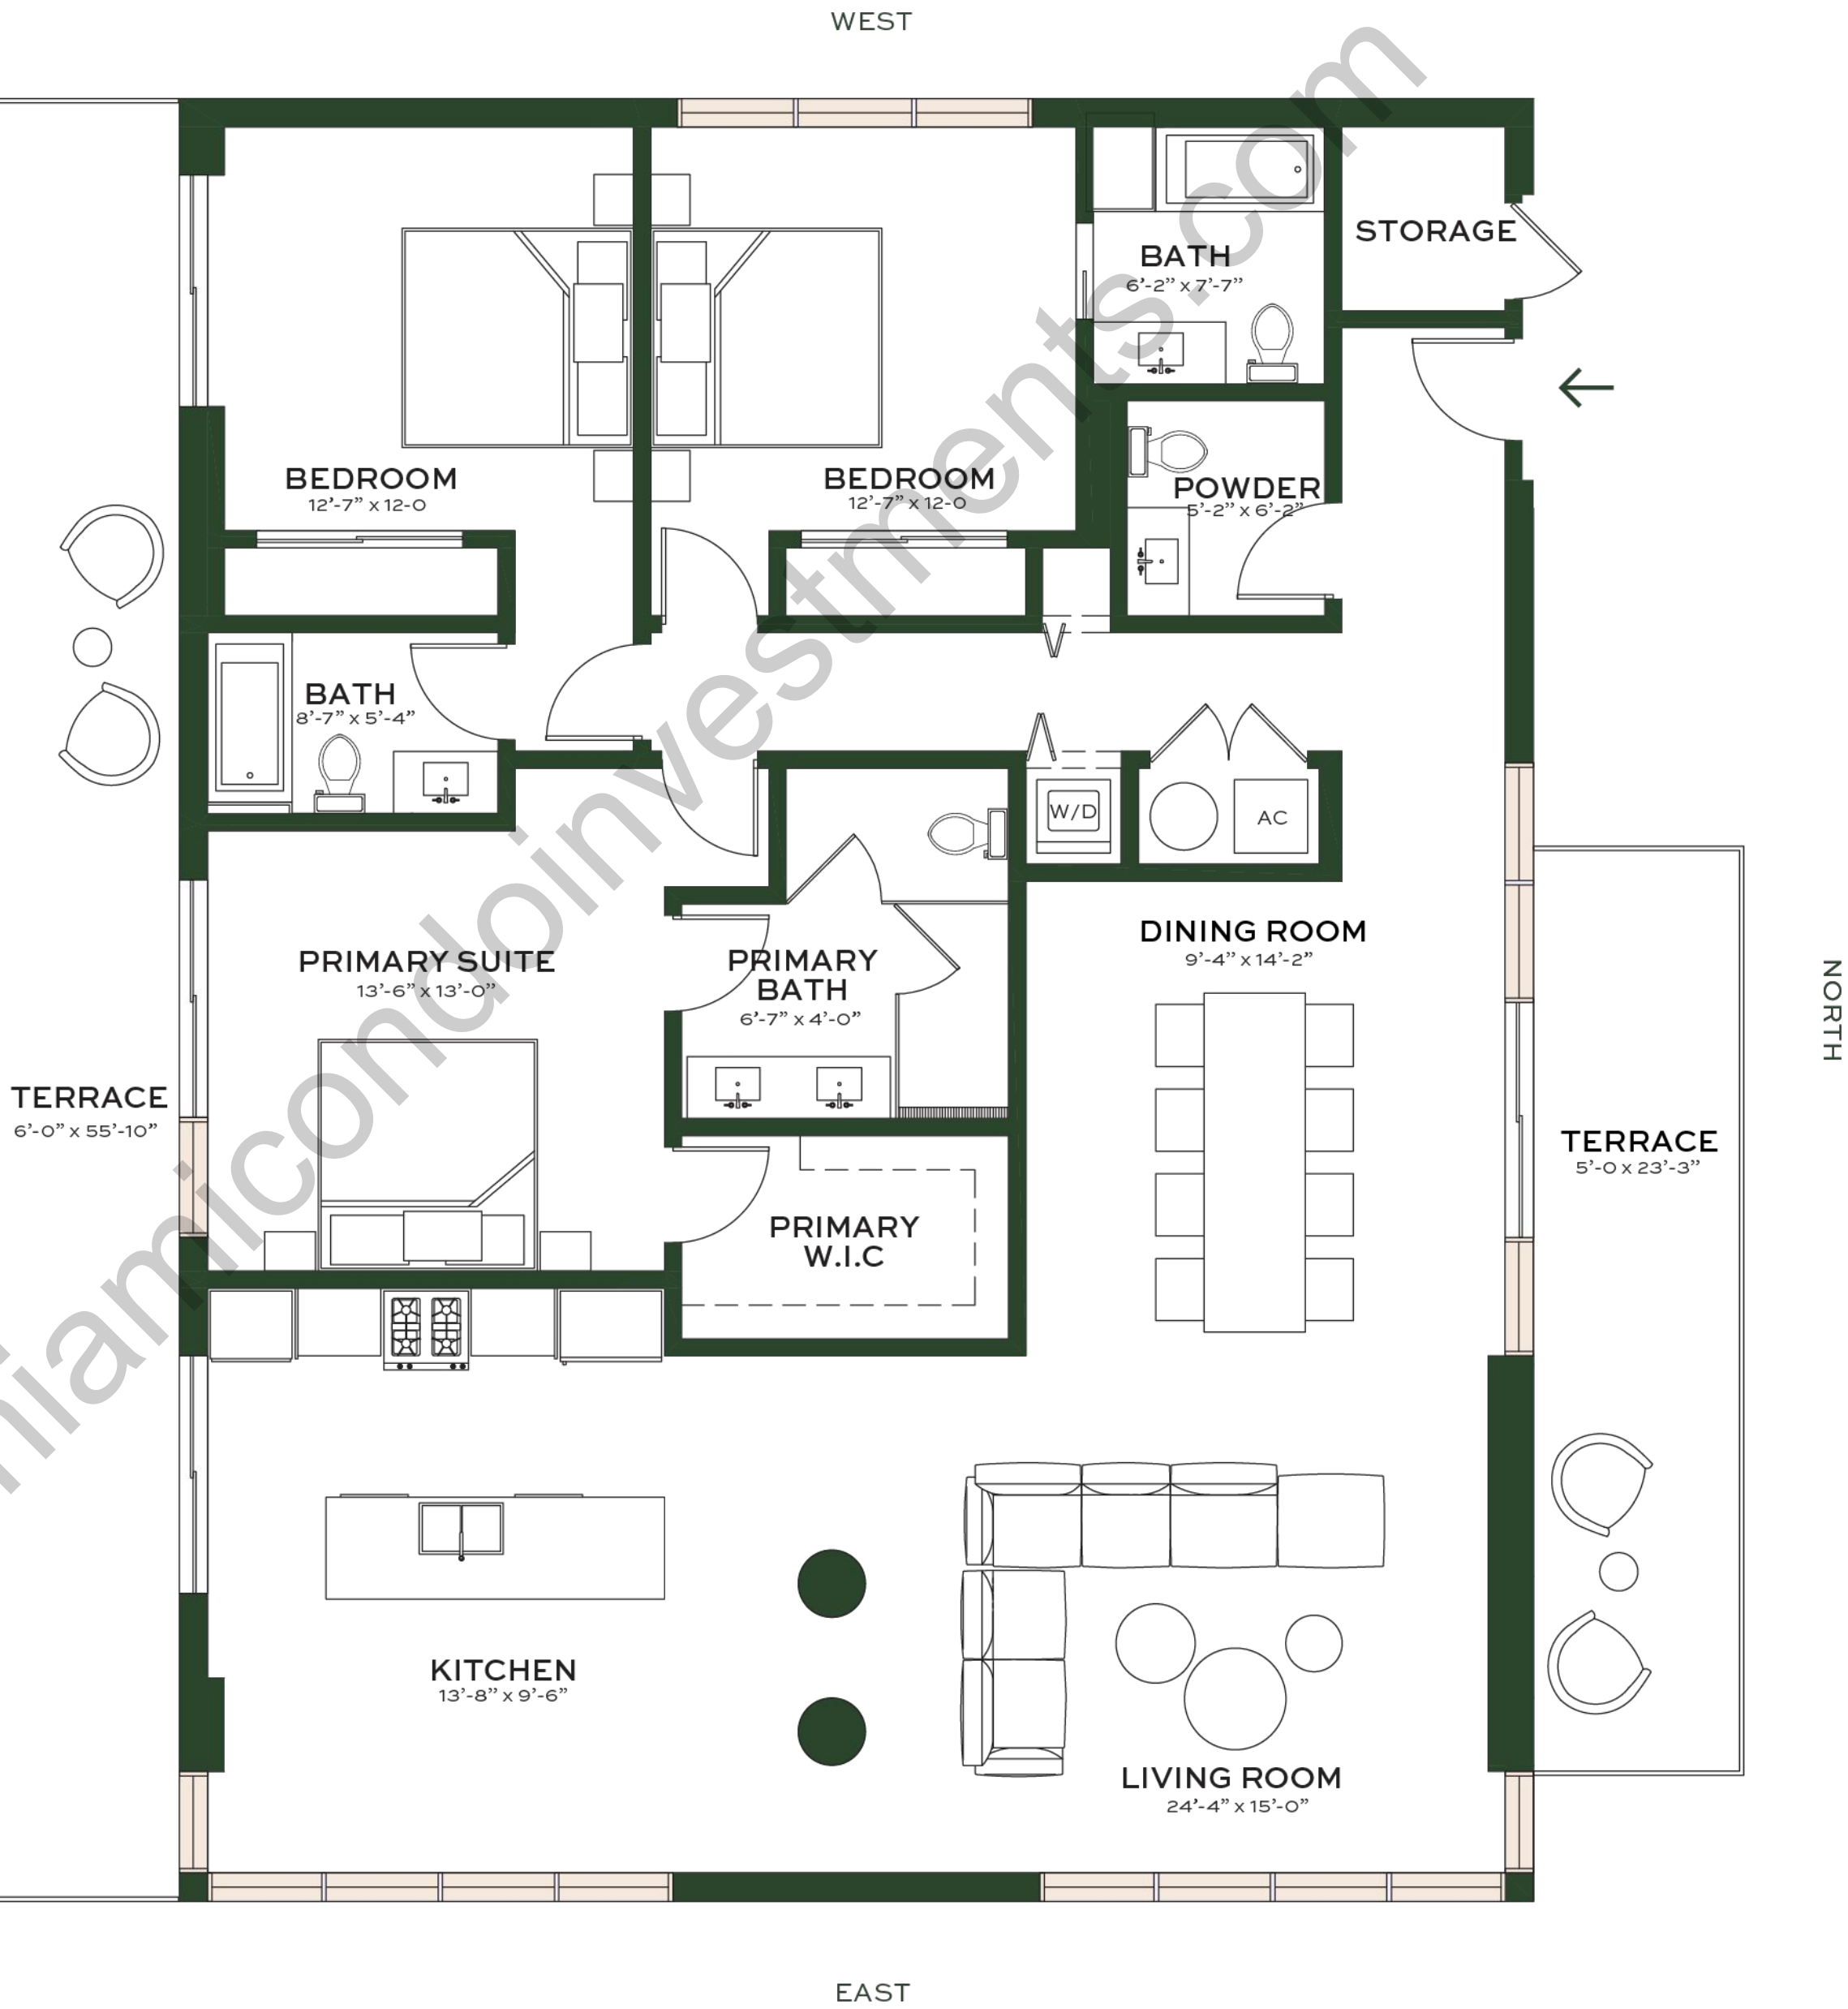 WEST
STORAGE
BATH
6'-2" x 7'-7"
BEDROOM
12'-7" x 12-0
BEDROOM
12'-7" x 12-0
POWDER
5'-2" x 6'-2"
BATH
8'-7" x 5'-4"
W/D
AC
DINING ROOM
9'-4" x 14'-2"
PRIMARY SUITE
13'-6" x 13'-0"
PRIMARY
BATH
6'-7" x 4'-0"
NORTH
TERRACE
6'-0" x 55'-10"
TERRACE
5'-0 x 23'-3"
PRIMARY
W.I.C
KITCHEN
13'-8" x 9'-6"
LIVING ROOM
24'-4" x 15'-0"
EAST
miamicondoinvestments.com